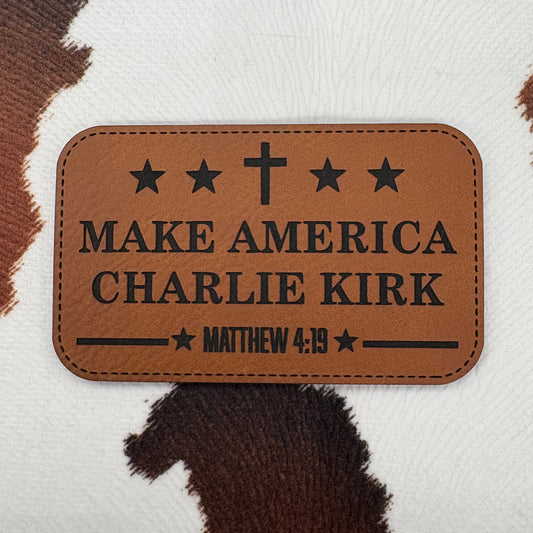 MAKE AMERICA
CHARLIE KIRK
MATTHEW 4:19